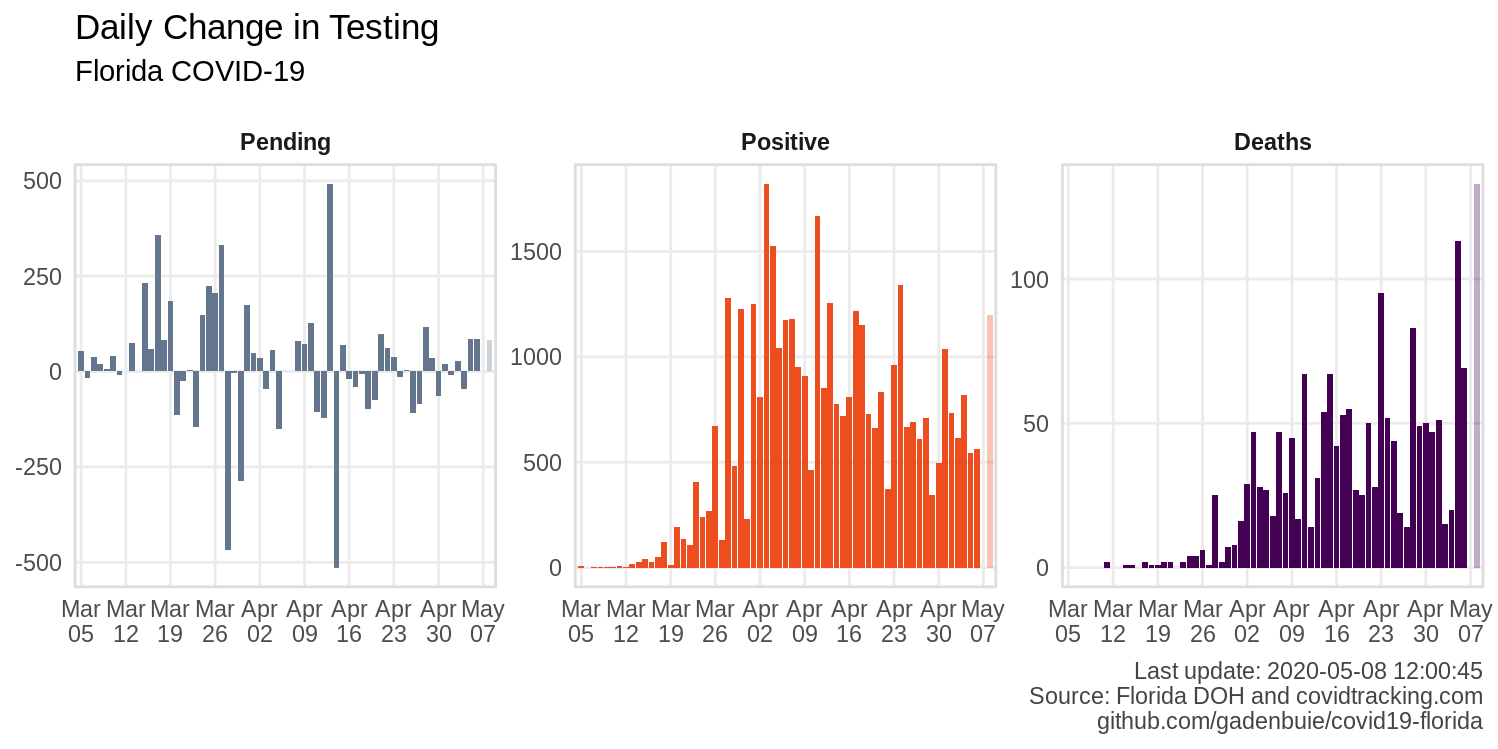 Daily Change in Testing
Florida COVID-19
Pending
Positive
Deaths
500
250
0
-250
-500
Mar Mar Mar Mar Apr Apr Apr Apr Apr May
05 12 19 26 02 09 16 23 30 07
1500
1000
500
0
Mar Mar Mar Mar Apr Apr Apr Apr Apr May
05 12 19 26 02 09 16 23 30 07
100
50
0
Mar Mar Mar Mar Apr Apr Apr Apr Apr May
05 12 19 26 02 09 16 23 30 07
Last update: 2020-05-08 12:00:45
Source: Florida DOH and covidtracking.com
github.com/gadenbuie/covid19-florida